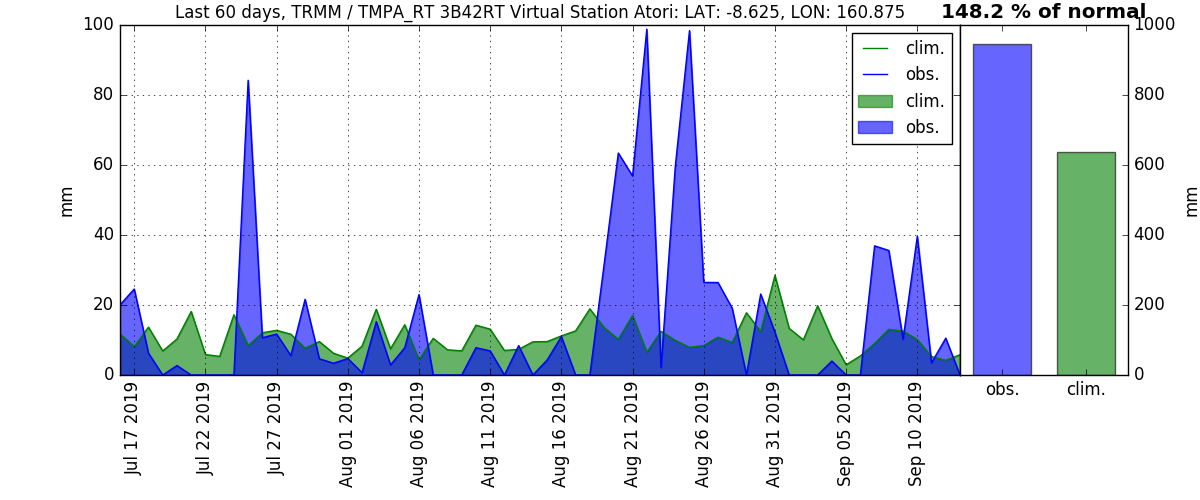 Last 60 days, TRMM / TMPA_RT 3B42RT Virtual Station Atori: LAT: -8.625, LON: 160.875
148.2 % of normal
100
80
60
40
20
0
mm
clim.
obs.
clim.
obs.
1000
800
600
400
200
0
mm
obs.
clim.
Jul 17 2019
Jul 22 2019
Jul 27 2019
Aug 01 2019
Aug 06 2019
Aug 11 2019
Aug 16 2019
Aug 21 2019
Aug 26 2019
Aug 31 2019
Sep 05 2019
Sep 10 2019